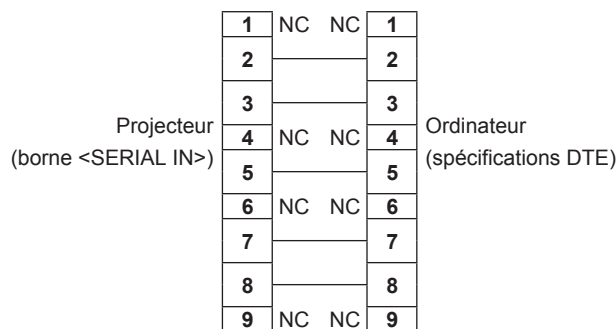 1 NC NC 1
2 2
3 3
Projecteur
(borne <SERIAL IN>)
4 NC NC 4
Ordinateur
(spécifications DTE)
5 5
6 NC NC 6
7 7
8 8
9 NC NC 9